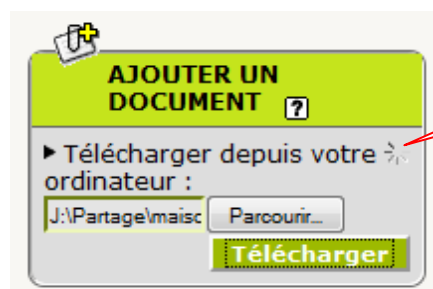 AJOUTER UN
DOCUMENT ?
Télécharger depuis votre
ordinateur :
J:\Partage\maisc Parcourir...
Télécharger